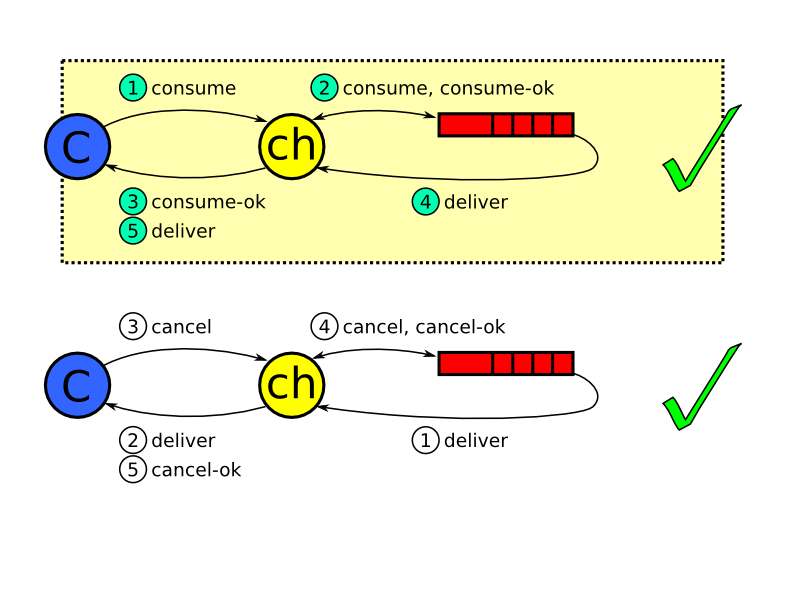 1 consume 2 consume, consume-ok
C ch
3 consume-ok 4 deliver
5 deliver
3 cancel 4 cancel, cancel-ok
C ch
2 deliver 1 deliver
5 cancel-ok